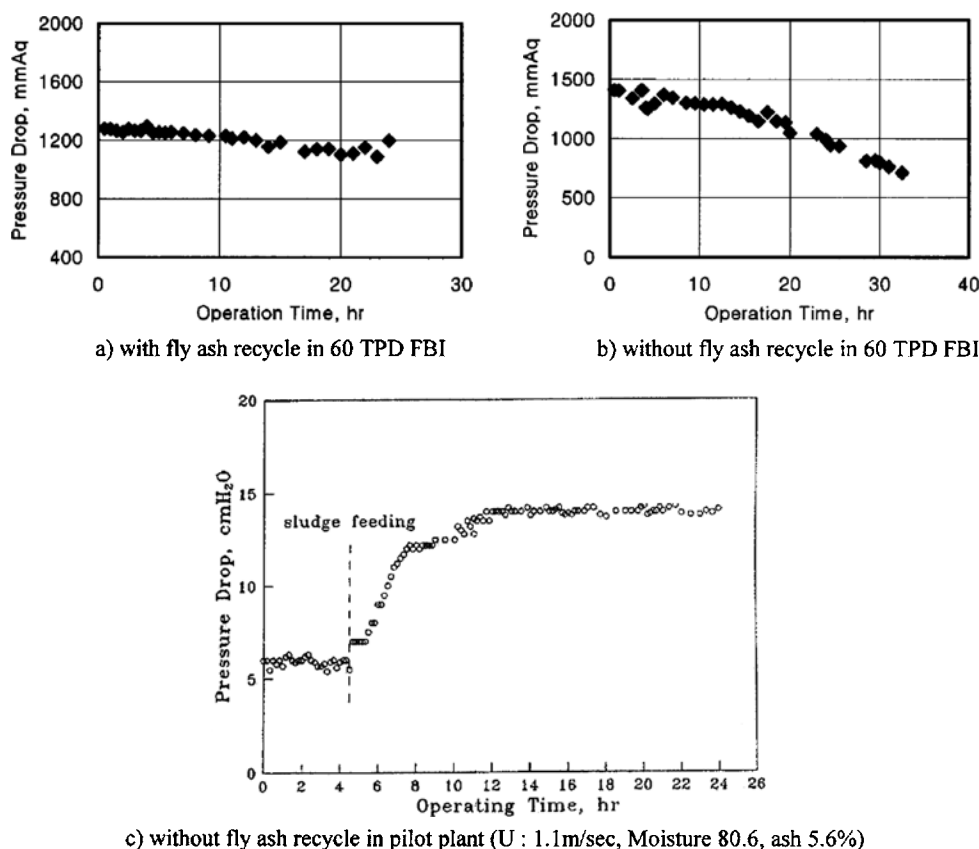 2000
1600
1200
800
400
Pressure Drop, mmAq
0 10 20 30
Operation Time, hr
a) with fly ash recycle in 60 TPD FBI
2000
1500
1000
500
0
Pressure Drop, mmAq
0 10 20 30 40
Operation Time, hr
b) without fly ash recycle in 60 TPD FBI
20
15
10
5
0
Pressure Drop, cmH₂O
sludge feeding
0 2 4 6 8 10 12 14 16 18 20 22 24 26
Operating Time, hr
c) without fly ash recycle in pilot plant (U : 1.1m/sec, Moisture 80.6, ash 5.6%)